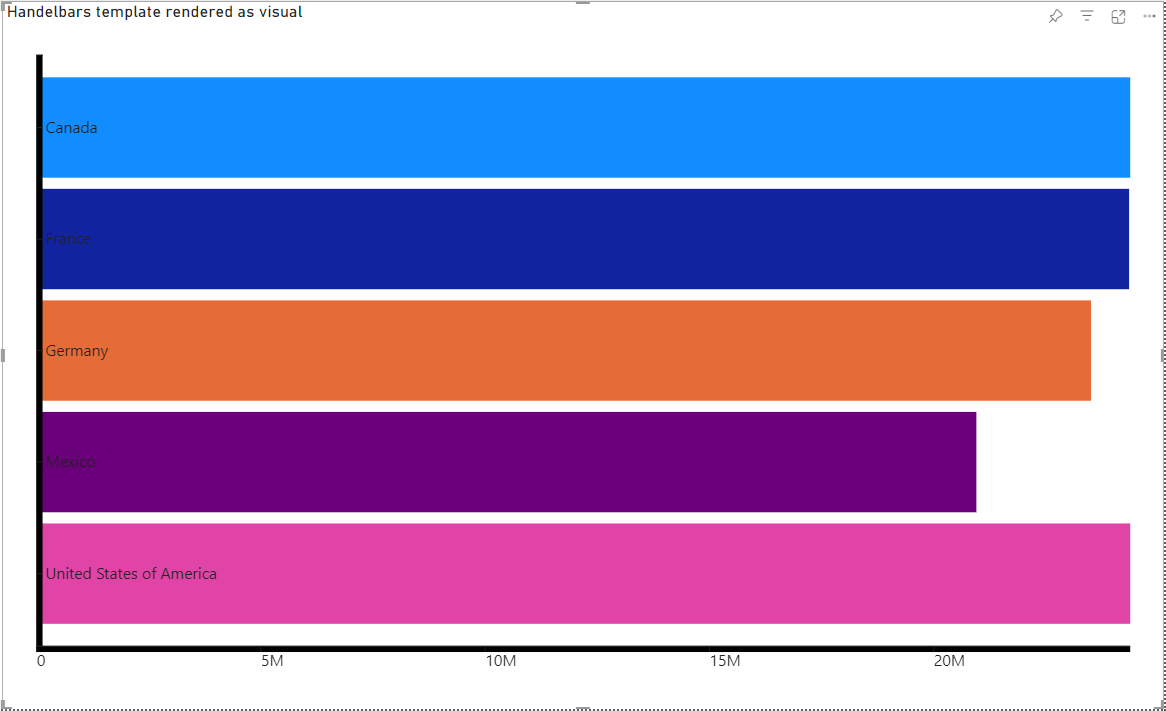 Handelbars template rendered as visual
Canada
France
Germany
Mexico
United States of America
0 5M 10M 15M 20M